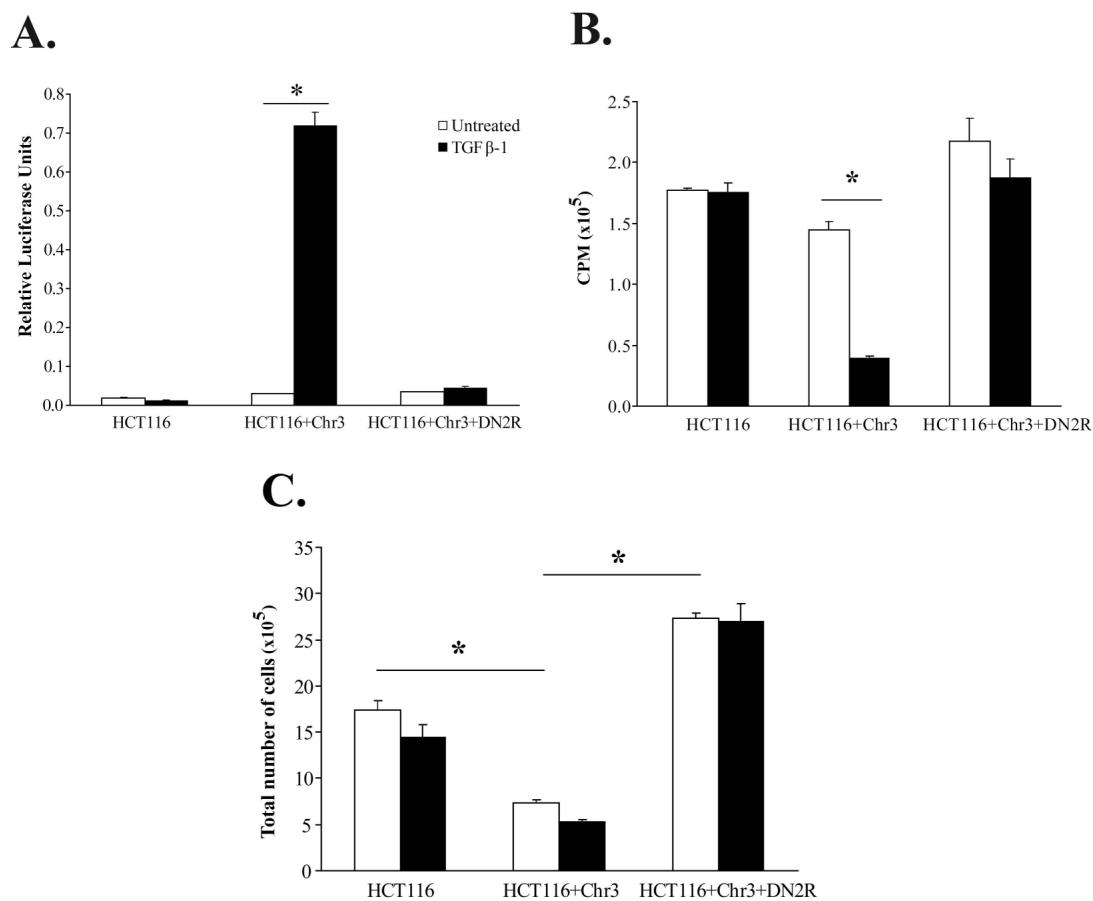 A.
Relative Luciferase Units
0.8
0.7
0.6
0.5
0.4
0.3
0.2
0.1
0.0
*
Untreated
TGF β-1
HCT116
HCT116+Chr3
HCT116+Chr3+DN2R
B.
CPM (x10⁵)
2.5
2.0
1.5
1.0
0.5
0.0
*
HCT116
HCT116+Chr3
HCT116+Chr3+DN2R
C.
Total number of cells (x10⁵)
35
30
25
20
15
10
5
0
*
*
HCT116
HCT116+Chr3
HCT116+Chr3+DN2R